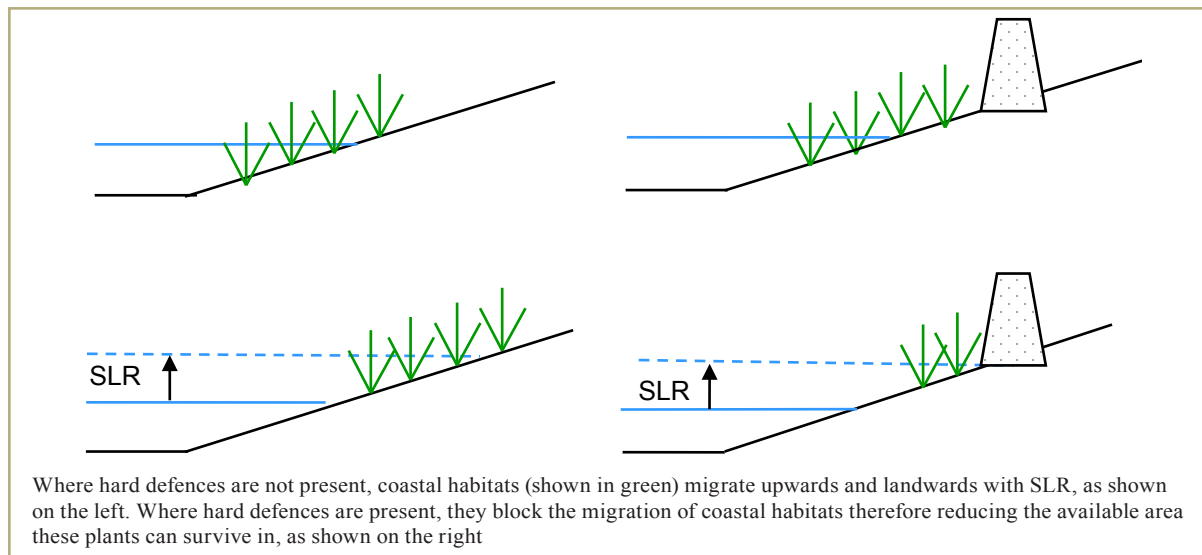 SLR
SLR
Where hard defences are not present, coastal habitats (shown in green) migrate upwards and landwards with SLR, as shown
on the left. Where hard defences are present, they block the migration of coastal habitats therefore reducing the available area
these plants can survive in, as shown on the right